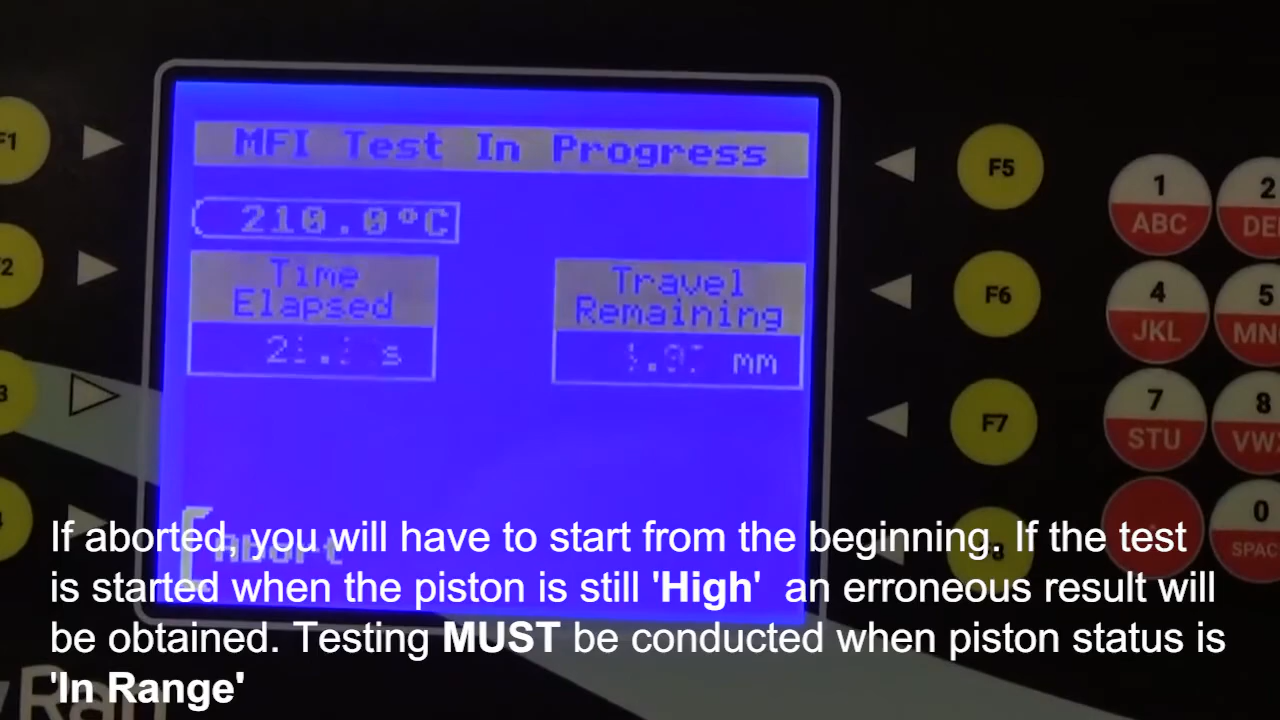 MFI Test In Progress
210.0°C
Time
Elapsed
s
Travel
Remaining
mm
Abort
F1
F5
F6
F7
1
ABC
2
4
JKL
5
7
STU
8
0
If aborted, you will have to start from the beginning. If the test
is started when the piston is still 'High' an erroneous result will
be obtained. Testing MUST be conducted when piston status is
'In Range'